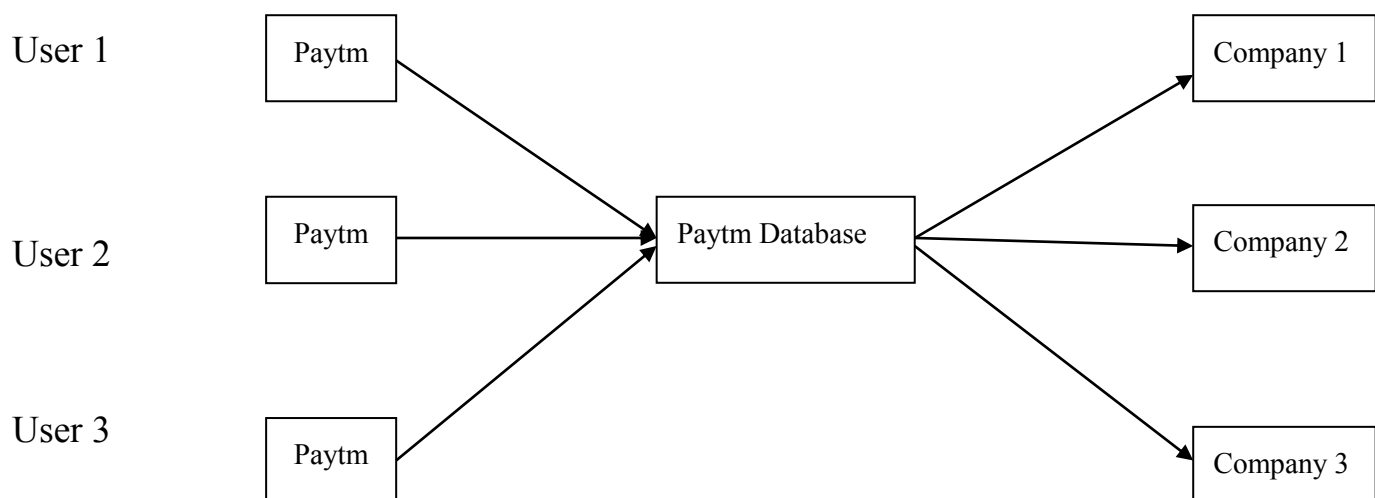 User 1
Paytm
Company 1
User 2
Paytm
Paytm Database
Company 2
User 3
Paytm
Company 3